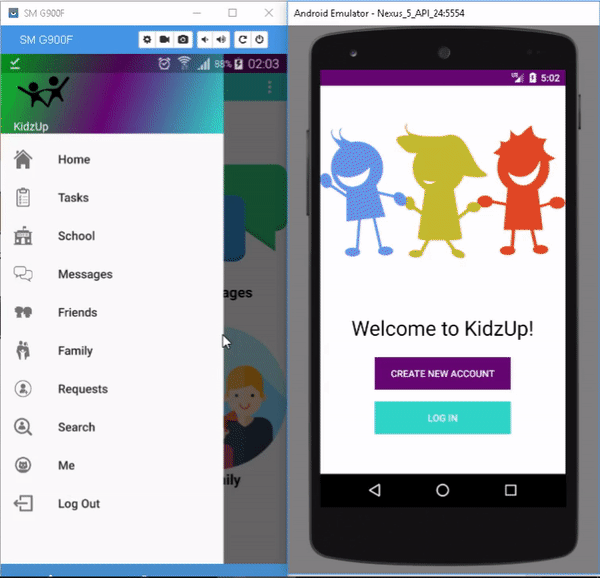 SM G900F
SM G900F
88% 02:03
KidzUp
Home
Tasks
School
Messages
Friends
Family
Requests
Search
Me
Log Out
ages
ily
Android Emulator - Nexus_5_API_24:5554
5:02
Welcome to KidzUp!
CREATE NEW ACCOUNT
LOG IN